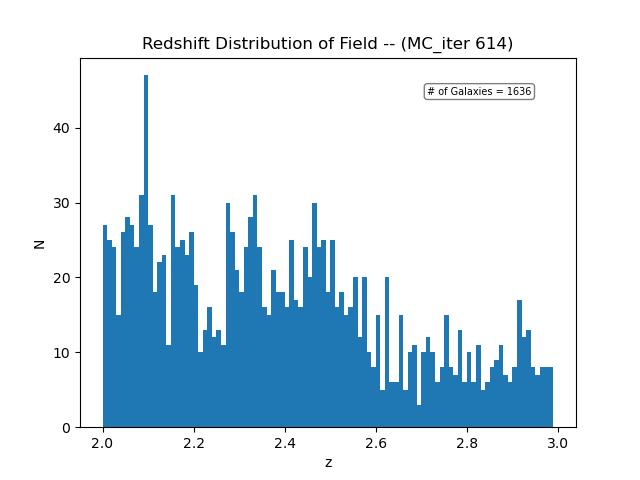 Redshift Distribution of Field -- (MC_iter 614)
# of Galaxies = 1636
N
40
30
20
10
0
2.0 2.2 2.4 2.6 2.8 3.0
z